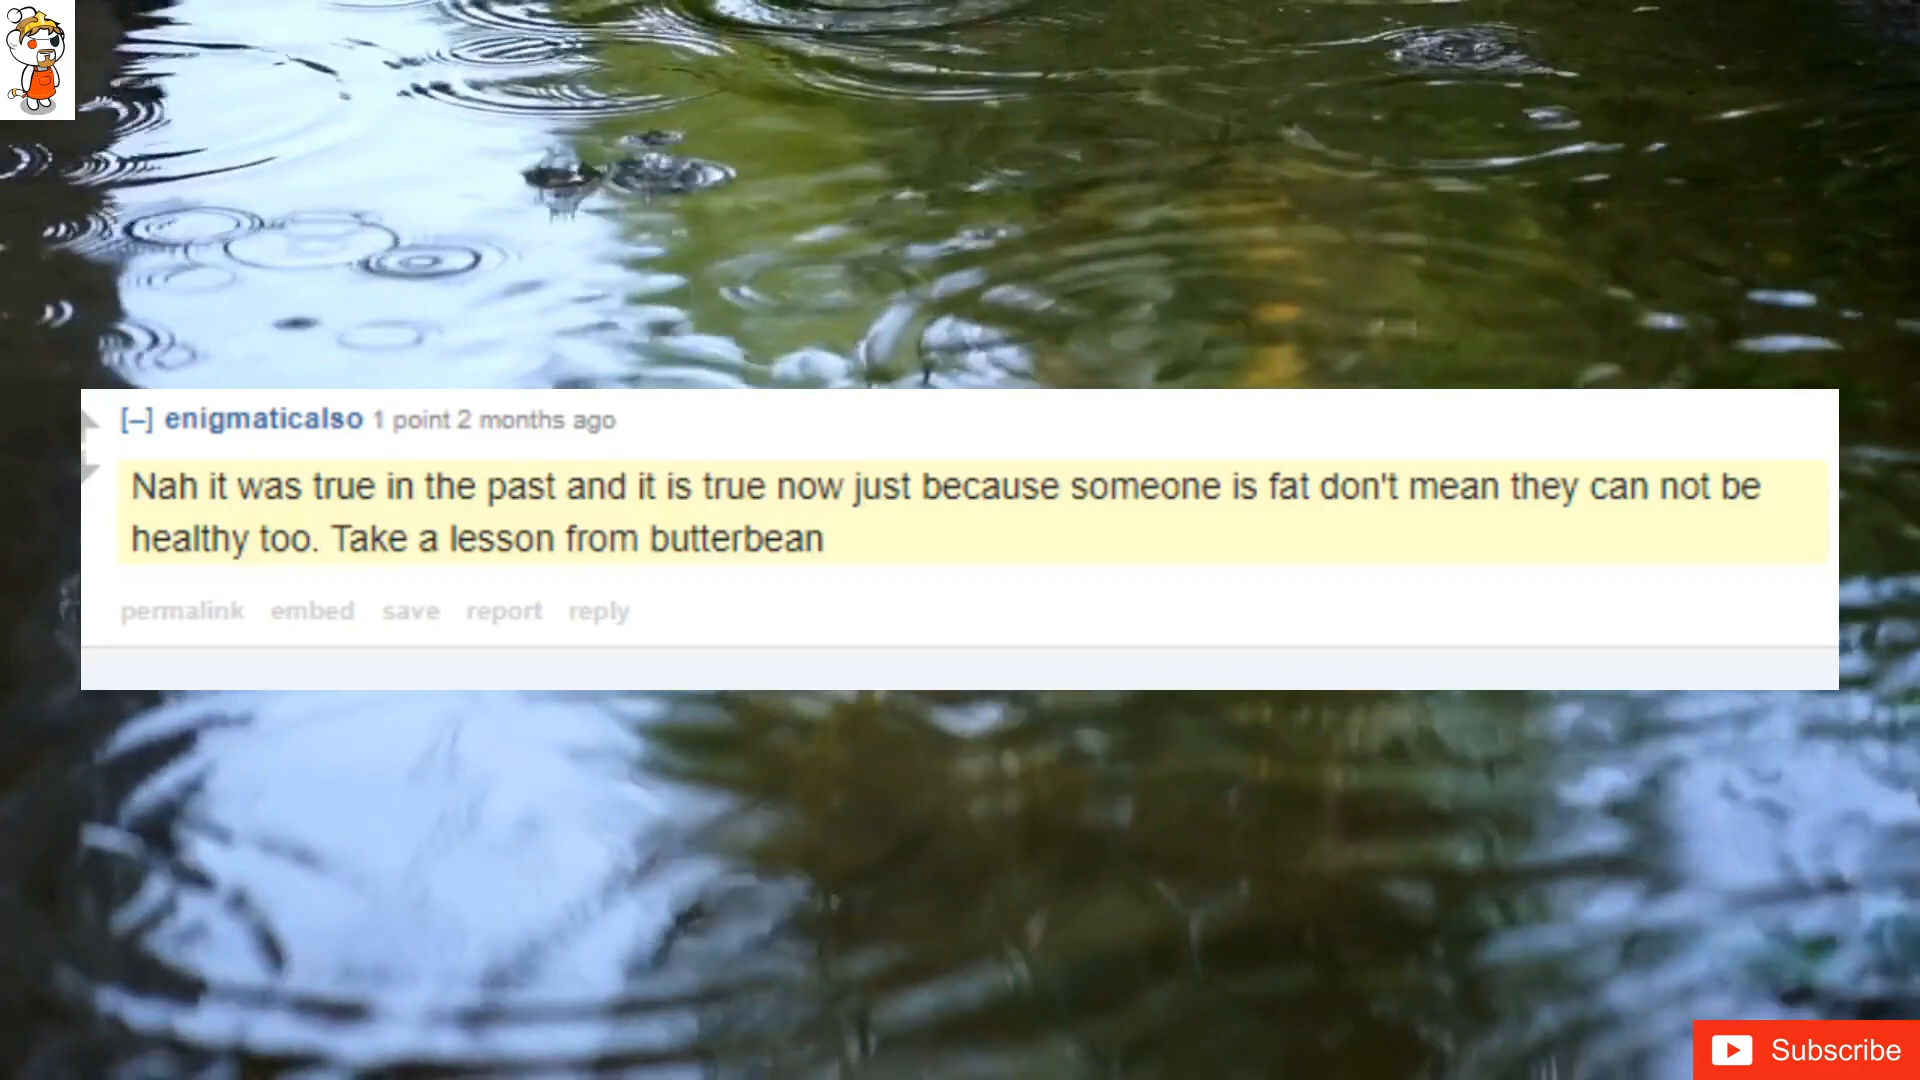 [–] enigmaticalso 1 point 2 months ago
Nah it was true in the past and it is true now just because someone is fat don't mean they can not be
healthy too. Take a lesson from butterbean
permalink embed save report reply
Subscribe